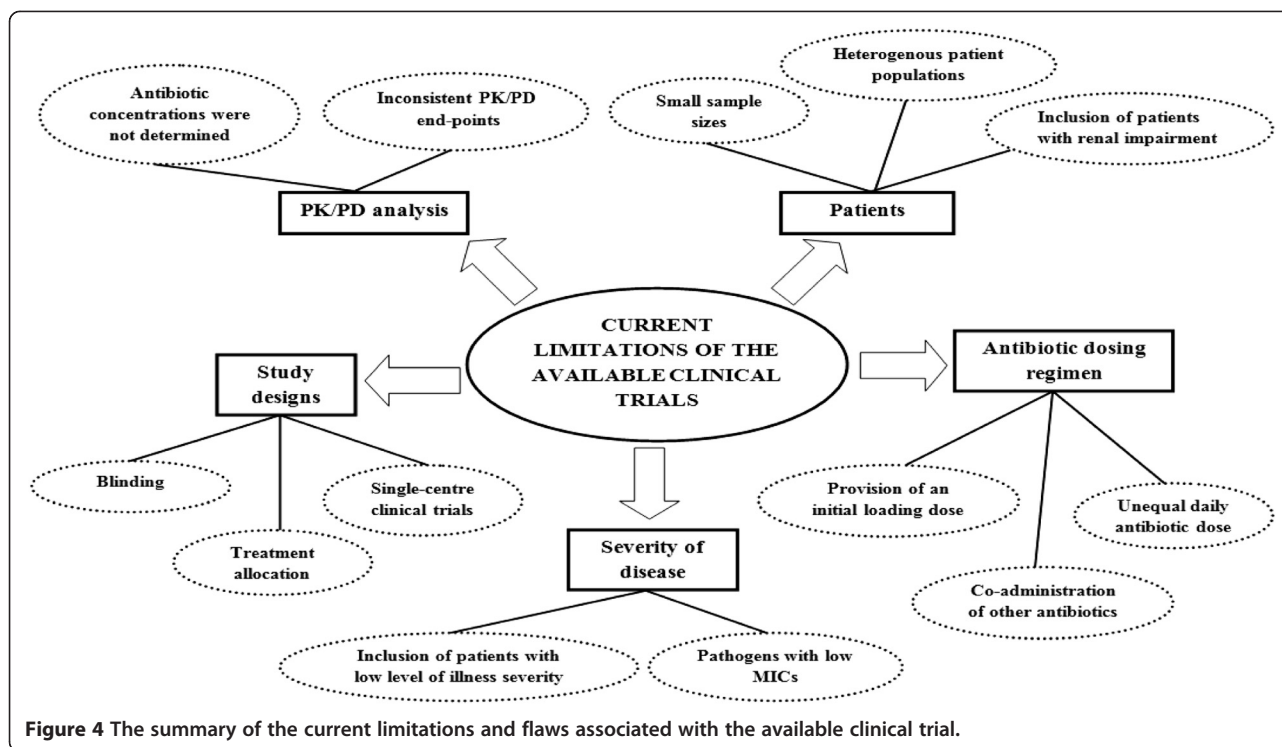 Antibiotic
concentrations were
not determined
Inconsistent PK/PD
end-points
PK/PD analysis
Small sample
sizes
Heterogenous patient
populations
Inclusion of patients
with renal impairment
Patients
CURRENT
LIMITATIONS OF THE
AVAILABLE CLINICAL
TRIALS
Study
designs
Blinding
Treatment
allocation
Single-centre
clinical trials
Severity of
disease
Inclusion of patients with
low level of illness severity
Pathogens with low
MICs
Antibiotic dosing
regimen
Provision of an
initial loading dose
Co-administration
of other antibiotics
Unequal daily
antibiotic dose
Figure 4 The summary of the current limitations and flaws associated with the available clinical trial.